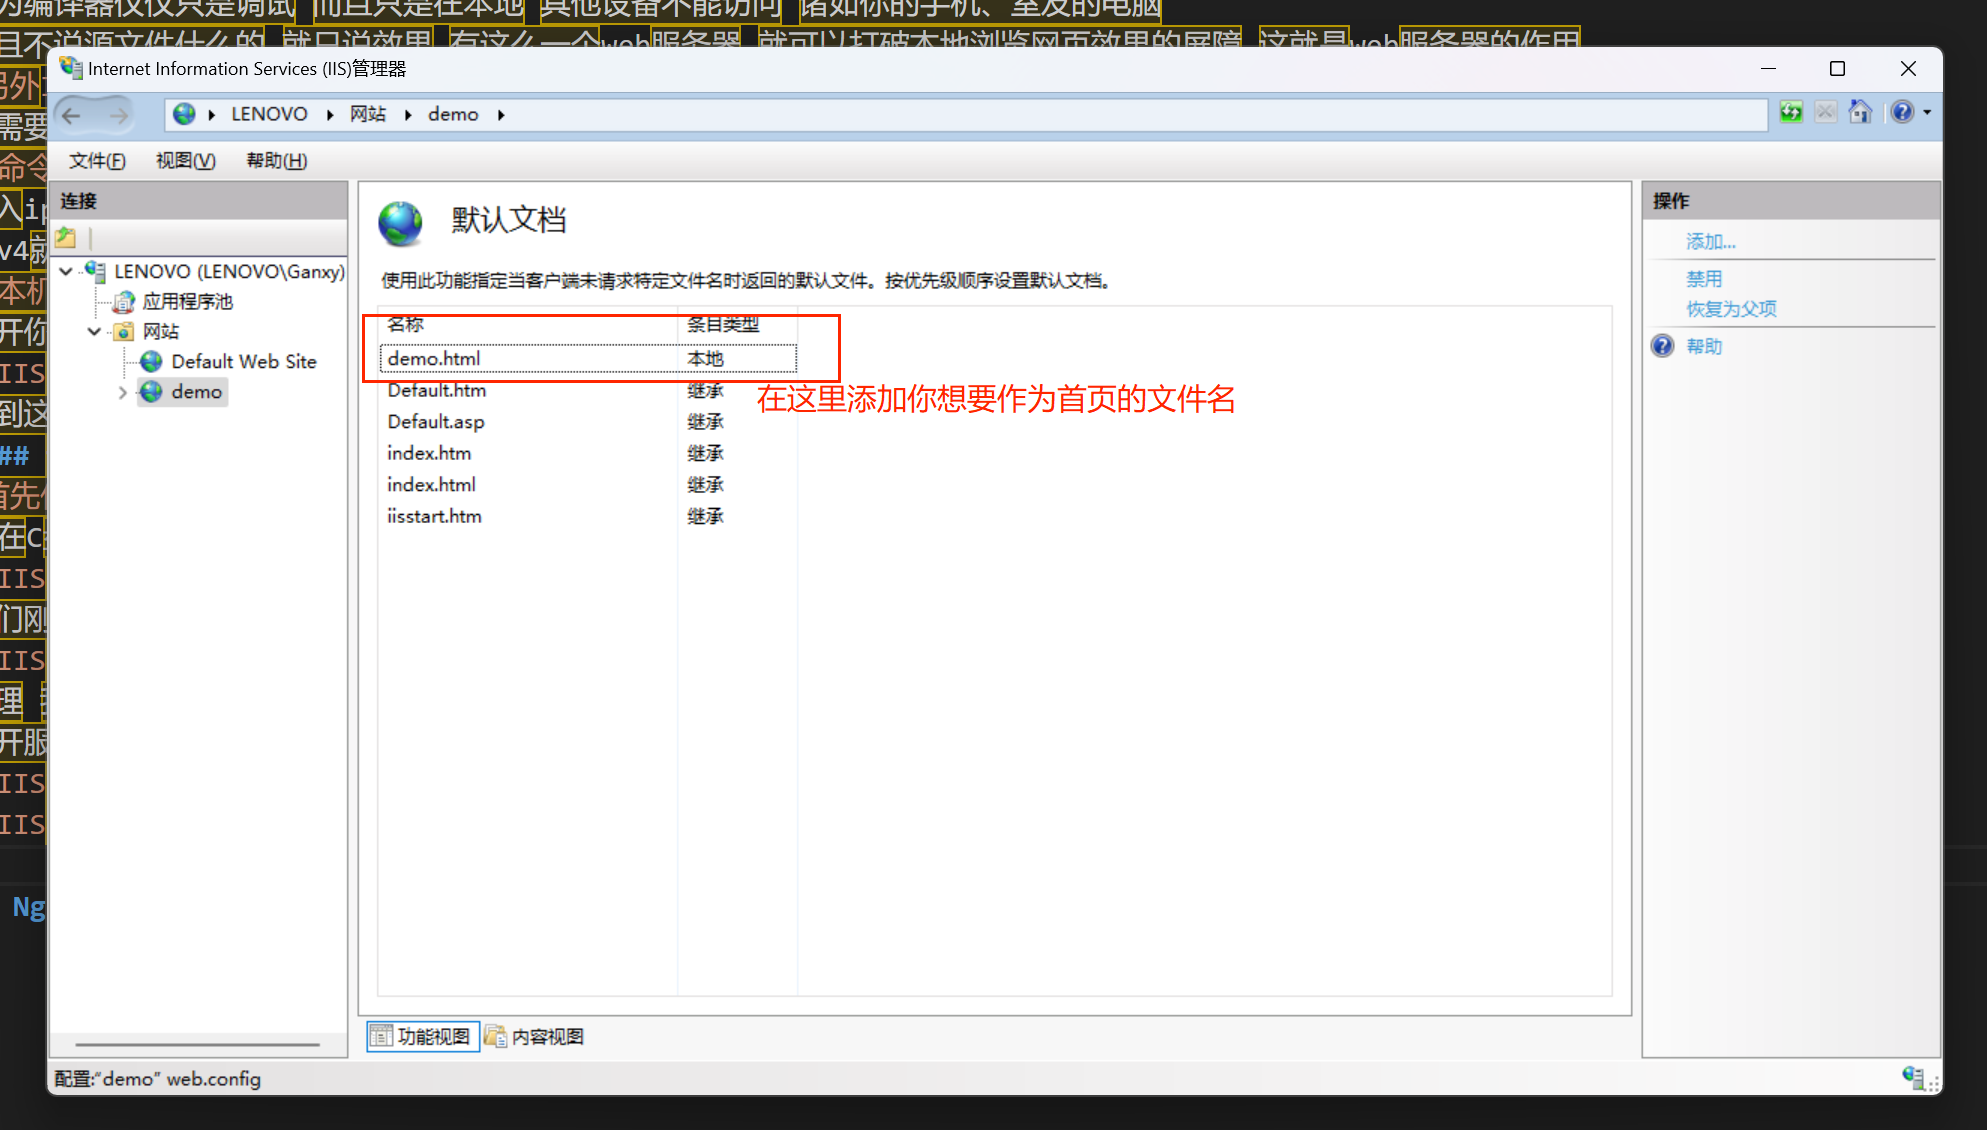 为编译器仅仅只是调试 而且只是在本地 其他设备不能访问 诸如你的手机、室友的电脑
且不说源文件什么的 就只说效果 有这么一个web服务器 就可以打破本地浏览网页效果的屏障 这就是web服务器的作用
Internet Information Services (IIS)管理器
LENOVO 网站 demo
文件(F) 视图(V) 帮助(H)
连接
LENOVO (LENOVO\Ganxy)
应用程序池
网站
Default Web Site
demo
默认文档
使用此功能指定当客户端未请求特定文件名时返回的默认文件。按优先级顺序设置默认文档。
名称 条目类型
demo.html 本地
Default.htm 继承
在这里添加你想要作为首页的文件名
Default.asp 继承
index.htm 继承
index.html 继承
iisstart.htm 继承
功能视图 内容视图
操作
添加...
禁用
恢复为父项
帮助
配置:“demo” web.config
另外
需要
命令
入ip
v4就
本机
开你
IIS
到这
##
首先
在C
IIS
们刚
IIS
理
开服
IIS
IIS
Ng